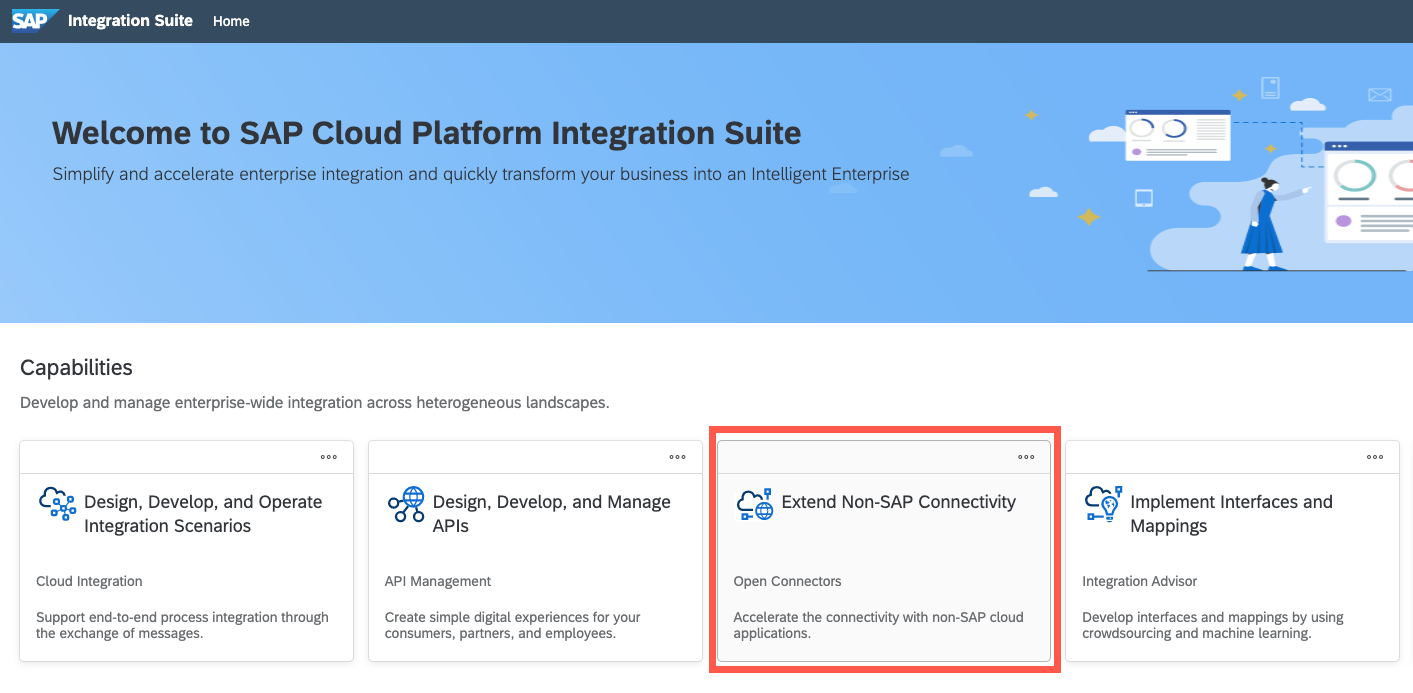 SAP Integration Suite Home
Welcome to SAP Cloud Platform Integration Suite
Simplify and accelerate enterprise integration and quickly transform your business into an Intelligent Enterprise
Capabilities
Develop and manage enterprise-wide integration across heterogeneous landscapes.
Design, Develop, and Operate
Integration Scenarios
Cloud Integration
Support end-to-end process integration through
the exchange of messages.
Design, Develop, and Manage
APIs
API Management
Create simple digital experiences for your
consumers, partners, and employees.
Extend Non-SAP Connectivity
Open Connectors
Accelerate the connectivity with non-SAP cloud
applications.
Implement Interfaces and
Mappings
Integration Advisor
Develop interfaces and mappings by using
crowdsourcing and machine learning.